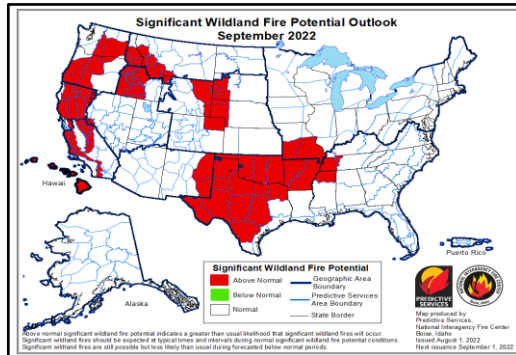 Significant Wildland Fire Potential Outlook
September 2022
Hawaii
Alaska
Puerto Rico
Significant Wildland Fire Potential
Above Normal
Below Normal
Normal
Geographic Area
Boundary
Predictive Services
Area Boundary
State Border
PREDICTIVE
SERVICES
Map produced by
Predictive Services,
National Interagency Fire Center
Boise, Idaho
Issued August 1, 2022
Next issuance September 1, 2022
Above normal significant wildland fire potential indicates a greater than usual likelihood that significant wildland fires will occur.
Significant wildland fires should be expected at typical times and intervals during normal significant wildland fire potential conditions.
Significant wildland fires are still possible but less likely than usual during forecasted below normal periods.